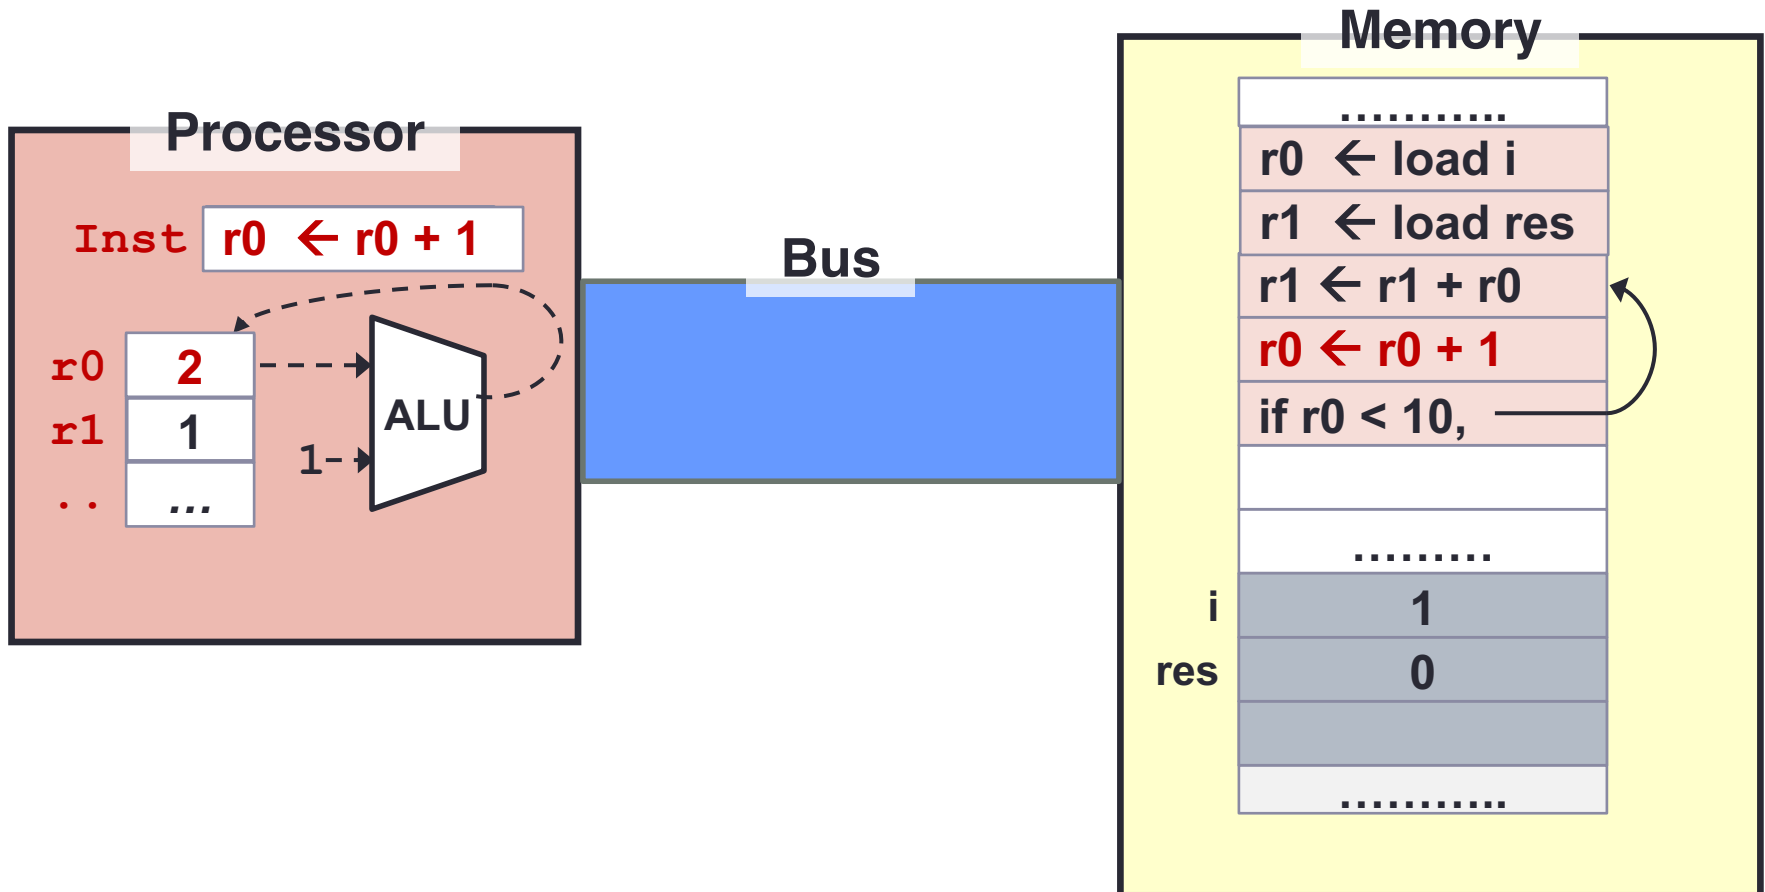 Processor
Inst r0 ← r0 + 1
r0 2
r1 1
.. ...
1
ALU
Bus
Memory
...........
r0 ← load i
r1 ← load res
r1 ← r1 + r0
r0 ← r0 + 1
if r0 < 10,
.........
i 1
res 0
...........